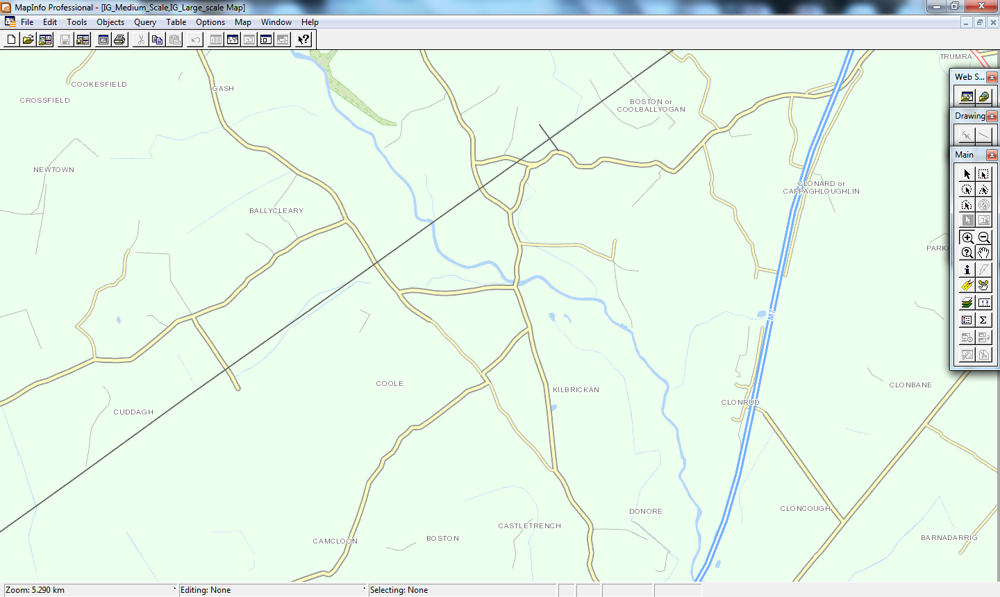 MapInfo Professional - [IG_Medium_Scale,IG_Large_scale Map]
File Edit Tools Objects Query Table Options Map Window Help
TRUMRA
COOKESFIELD
GASH
CROSSFIELD
BOSTON or
COOLBALLYOGAN
Web S...
Drawing
Main
NEWTOWN
CLONARD or
CAPPAGHLOUGHLIN
BALLYCLEARY
PARKA
M7
COOLE
KILBRICKAN
CLONBANE
CLONRUD
CUDDAGH
DONORE
CLONCOUGH
CASTLETRENCH
CAMCLOON
BOSTON
BARNADARRIG
Zoom: 5.290 km
Editing: None
Selecting: None